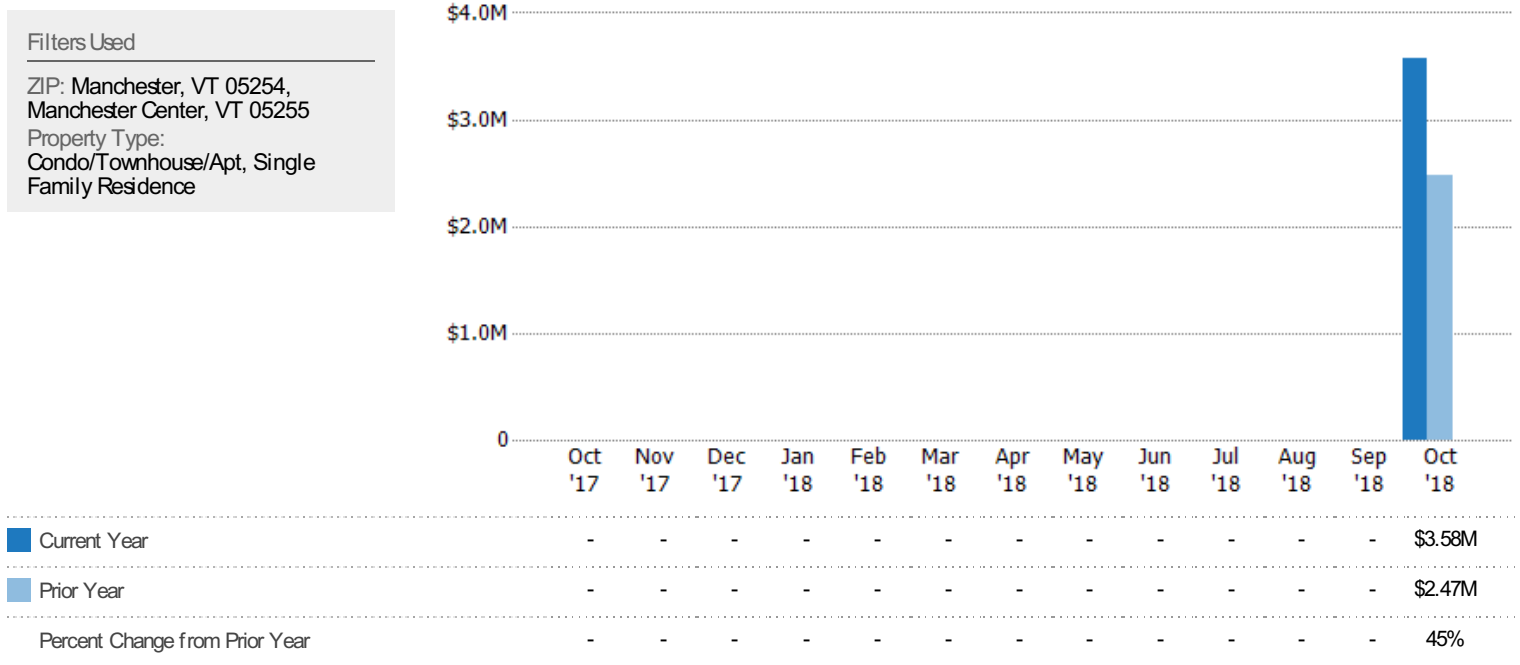 Filters Used
ZIP: Manchester, VT 05254,
Manchester Center, VT 05255
Property Type:
Condo/Townhouse/Apt, Single
Family Residence
$4.0M
$3.0M
$2.0M
$1.0M
0
Oct Nov Dec Jan Feb Mar Apr May Jun Jul Aug Sep Oct
'17 '17 '17 '18 '18 '18 '18 '18 '18 '18 '18 '18 '18
Current Year - - - - - - - - - - - - $3.58M
Prior Year - - - - - - - - - - - - $2.47M
Percent Change from Prior Year - - - - - - - - - - - - 45%